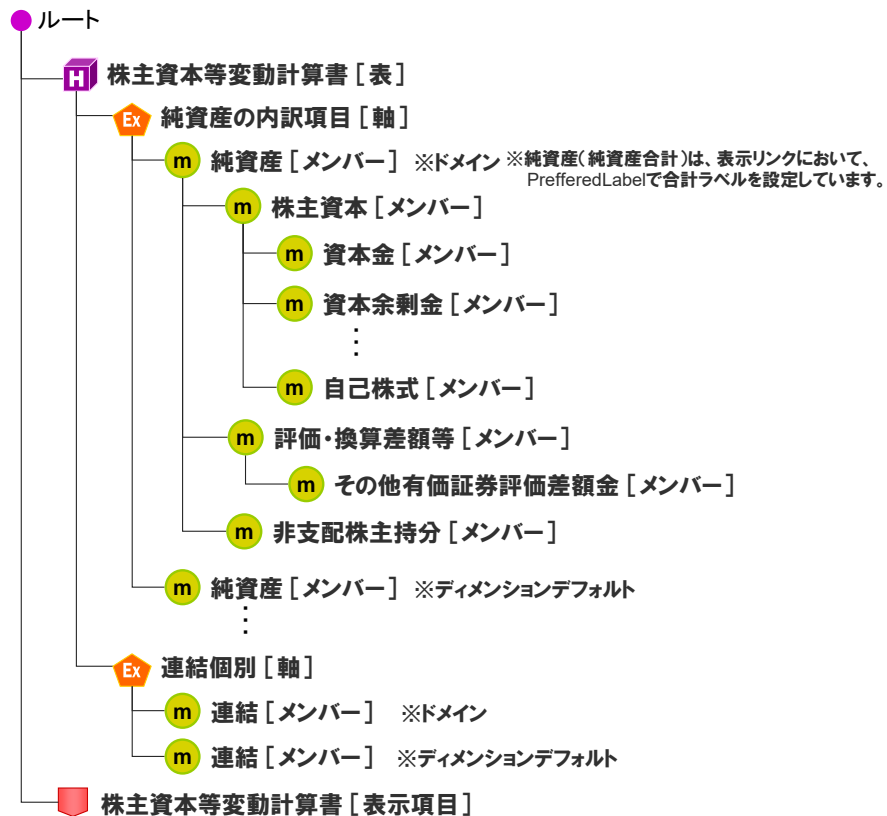 ルート
H 株主資本等変動計算書［表］
Ex 純資産の内訳項目［軸］
m 純資産［メンバー］ ※ドメイン ※純資産（純資産合計）は、表示リンクにおいて、
PrefferedLabelで合計ラベルを設定しています。
m 株主資本［メンバー］
m 資本金［メンバー］
m 資本余剰金［メンバー］
⋮
m 自己株式［メンバー］
m 評価・換算差額等［メンバー］
m その他有価証券評価差額金［メンバー］
m 非支配株主持分［メンバー］
m 純資産［メンバー］ ※ディメンションデフォルト
⋮
Ex 連結個別［軸］
m 連結［メンバー］ ※ドメイン
m 連結［メンバー］ ※ディメンションデフォルト
株主資本等変動計算書［表示項目］